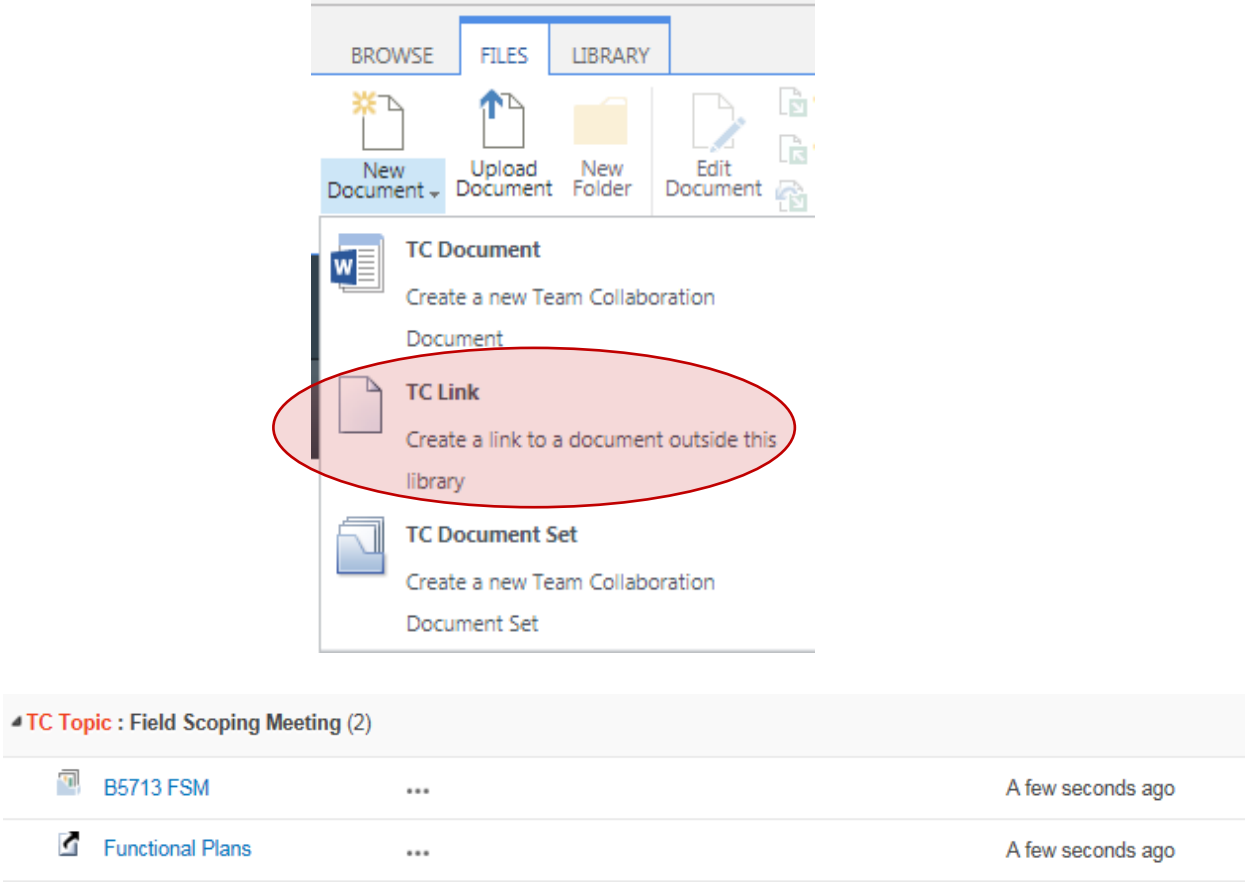 BROWSE FILES LIBRARY
New Document Upload Document New Folder Edit Document
W
TC Document
Create a new Team Collaboration
Document
TC Link
Create a link to a document outside this
library
TC Document Set
Create a new Team Collaboration
Document Set
TC Topic : Field Scoping Meeting (2)
B5713 FSM ... A few seconds ago
Functional Plans ... A few seconds ago